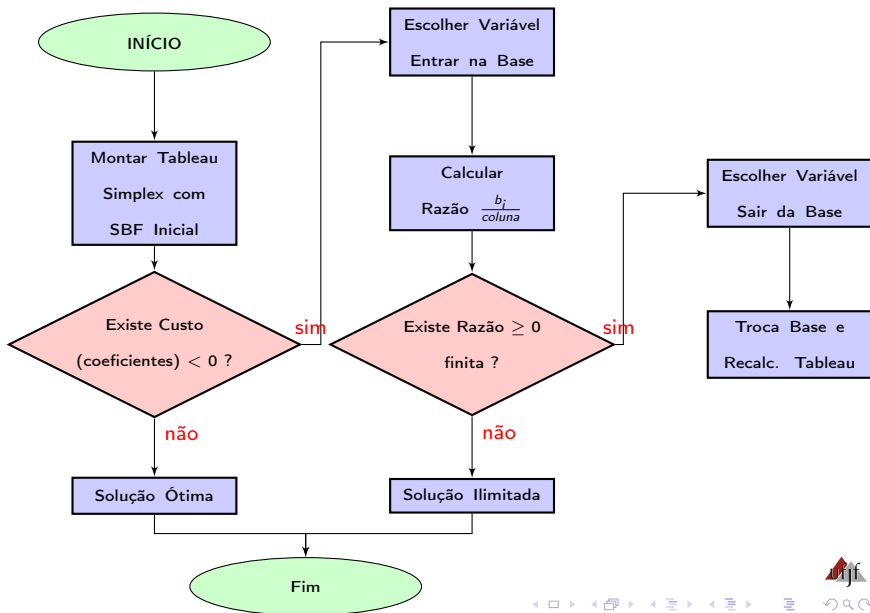 INÍCIO
Montar Tableau
Simplex com
SBF Inicial
Existe Custo
(coeficientes) < 0 ?
sim
não
Solução Ótima
Escolher Variável
Entrar na Base
Calcular
Razão b_i/coluna
Existe Razão ≥ 0
finita ?
sim
não
Solução Ilimitada
Escolher Variável
Sair da Base
Troca Base e
Recalc. Tableau
Fim
ufjf